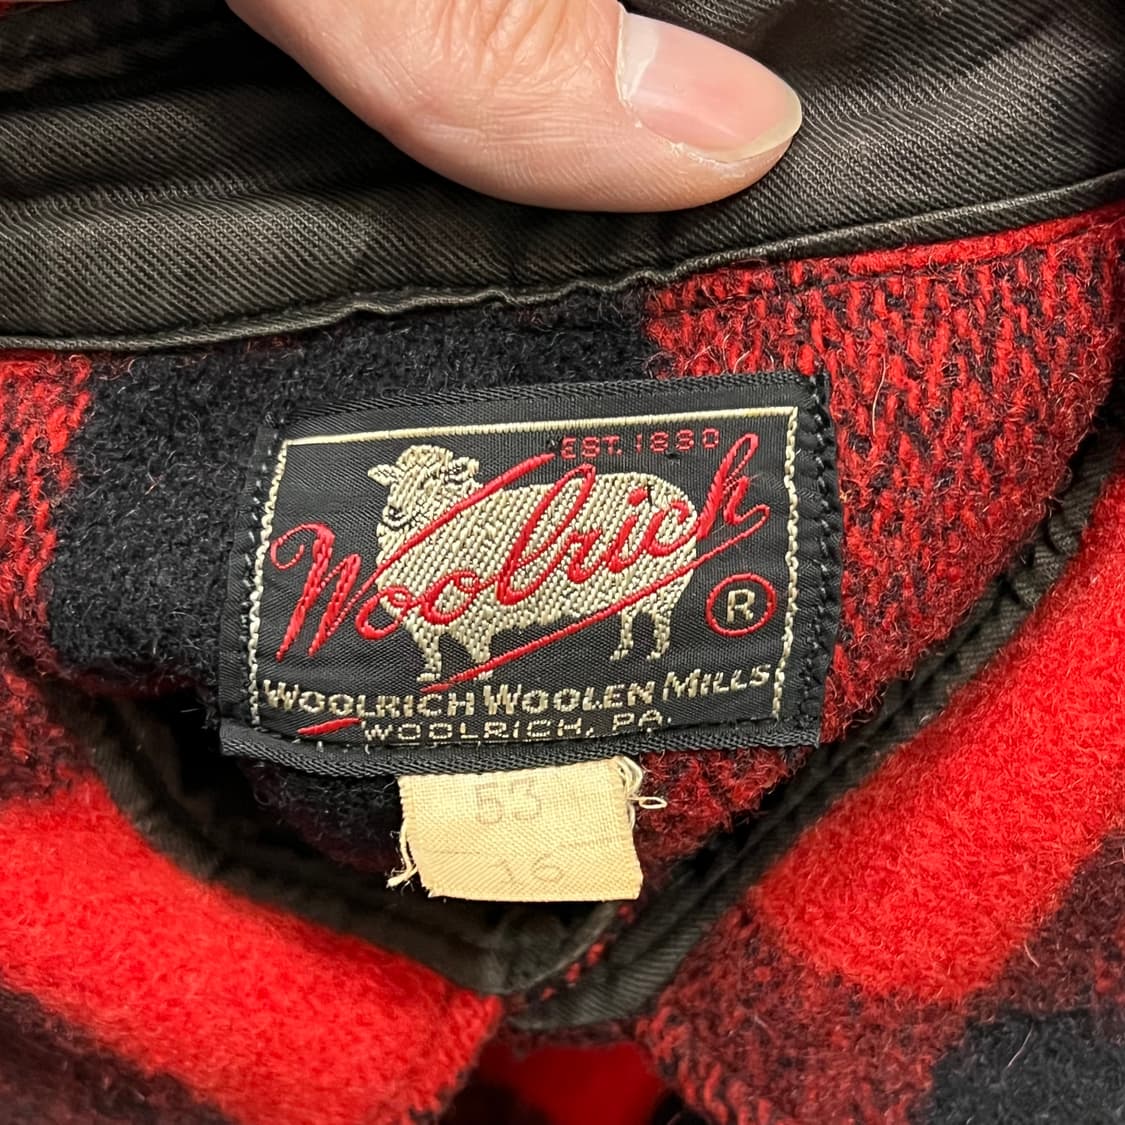 EST. 1830
Woolrich
®
WOOLRICH WOOLEN MILLS
WOOLRICH, PA.
53
16